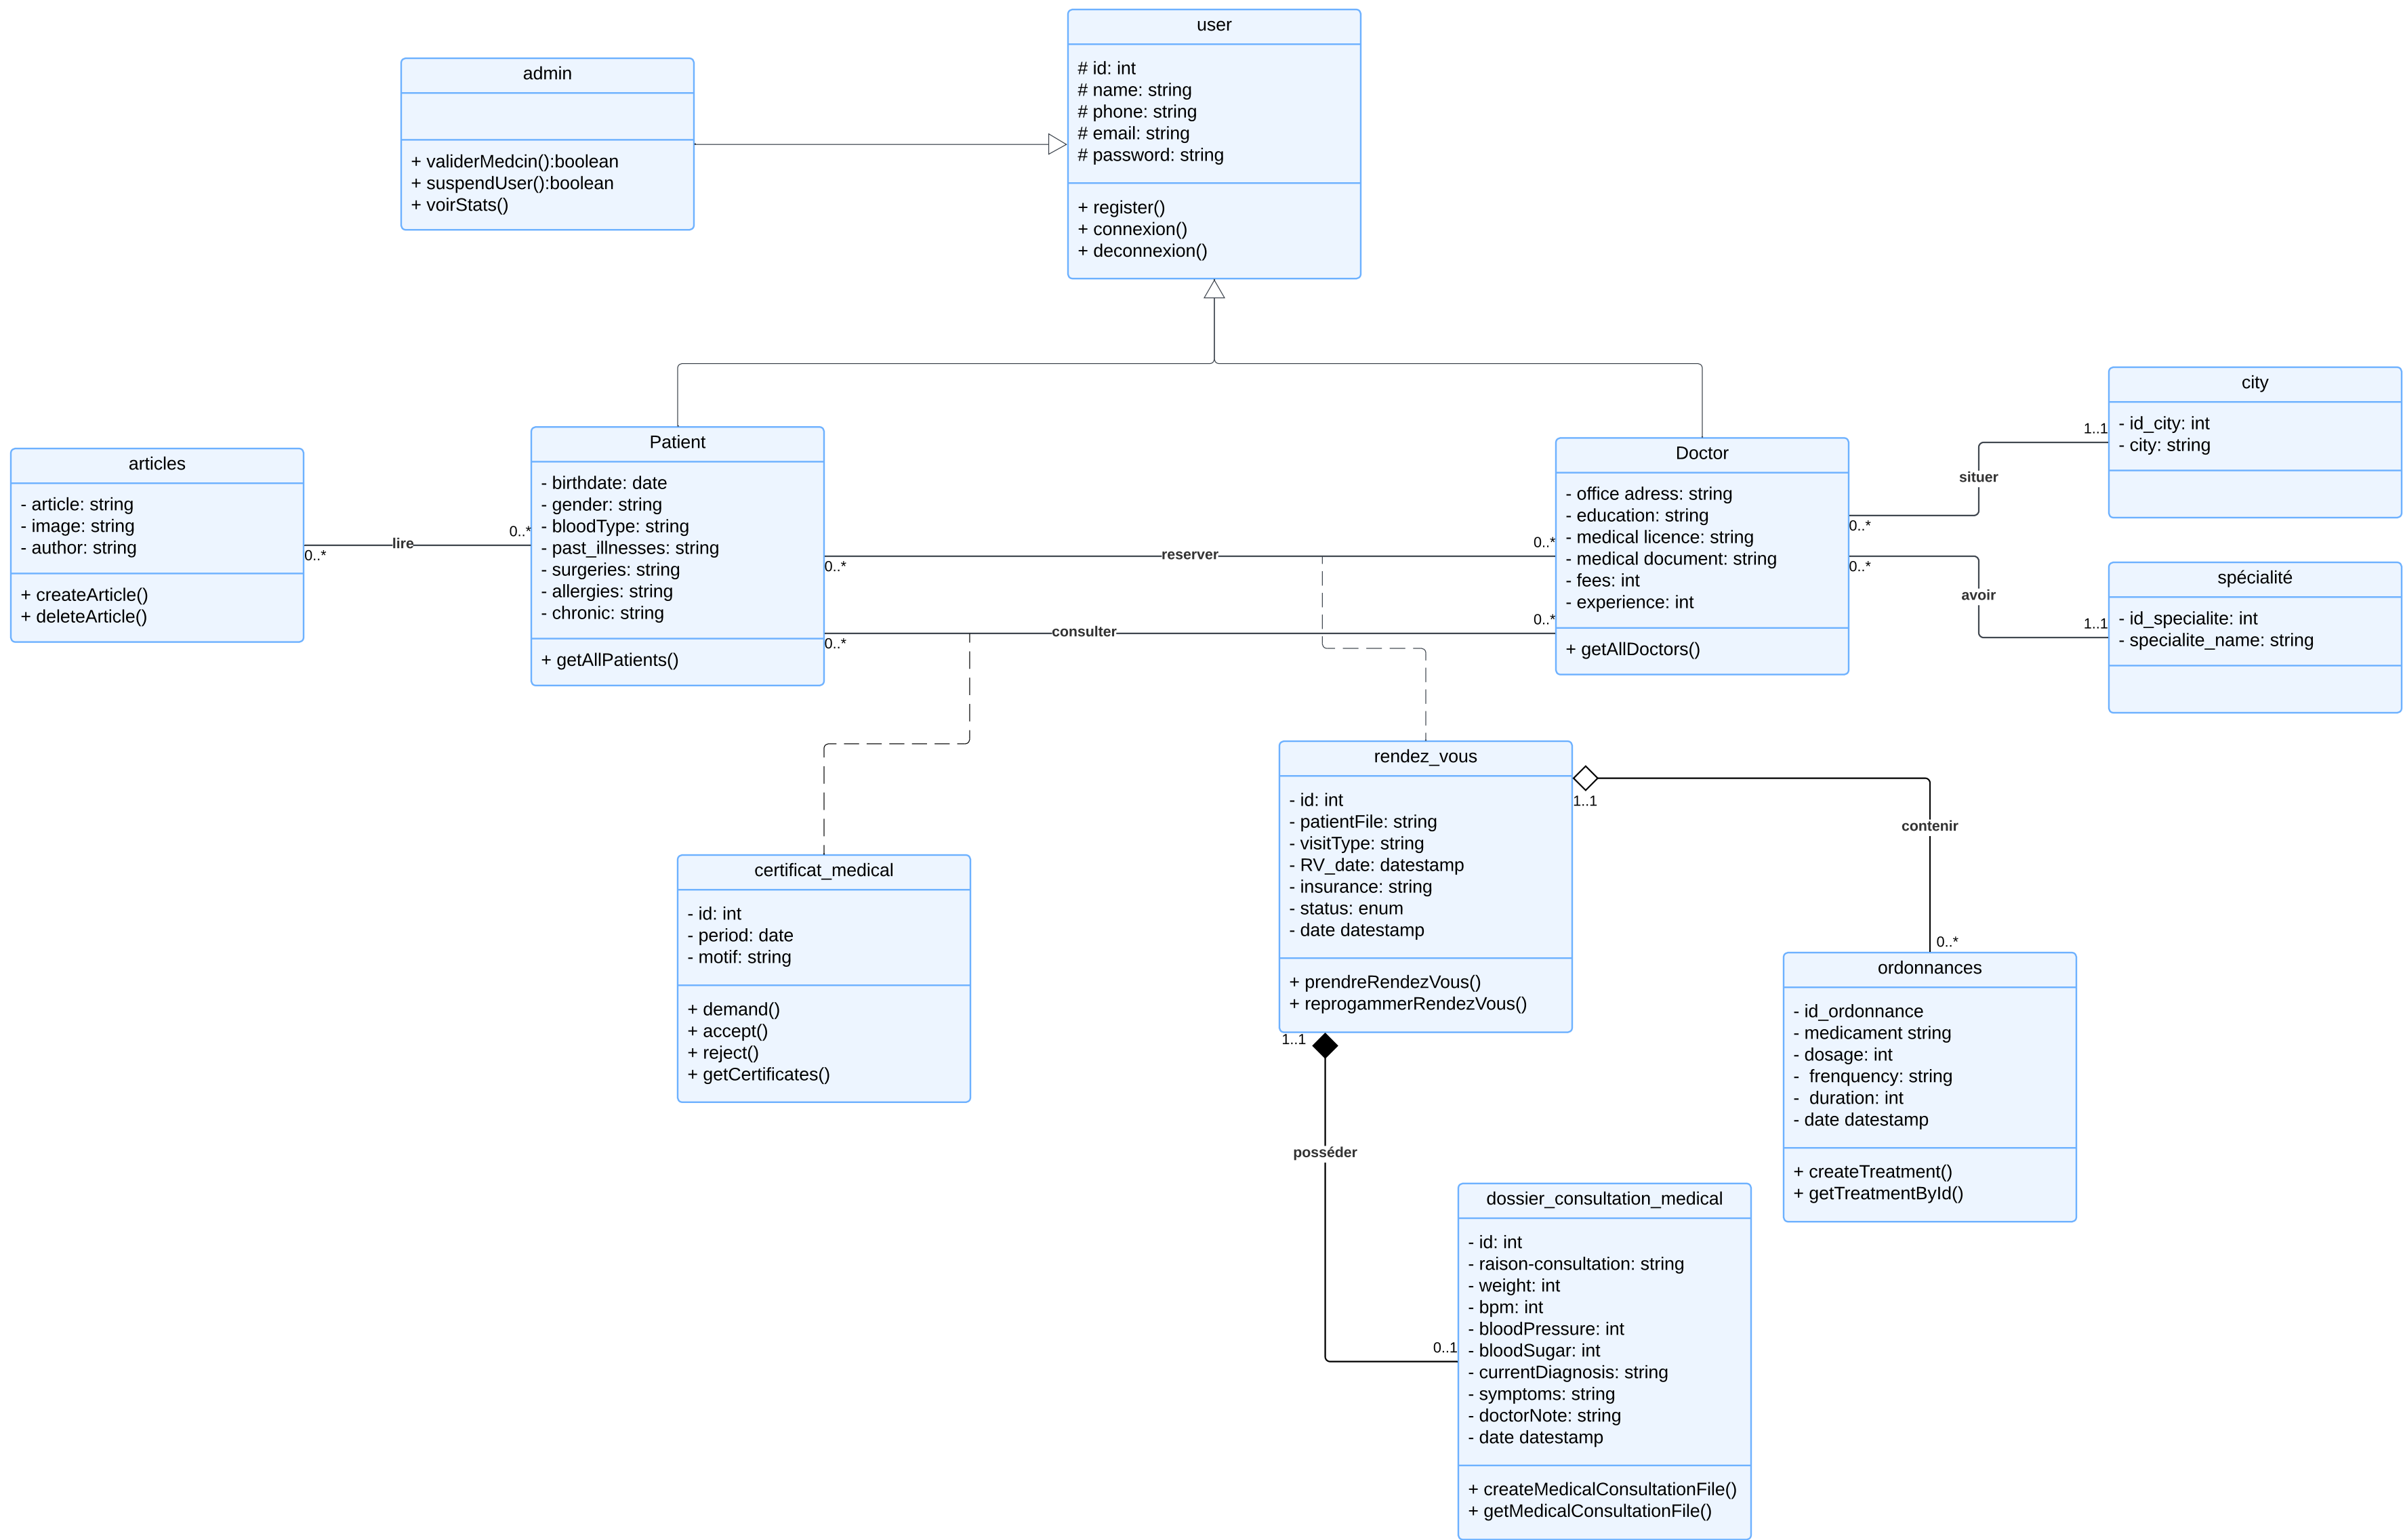 user
# id: int
# name: string
# phone: string
# email: string
# password: string
+ register()
+ connexion()
+ deconnexion()
admin
+ validerMedcin():boolean
+ suspendUser():boolean
+ voirStats()
articles
- article: string
- image: string
- author: string
+ createArticle()
+ deleteArticle()
0..*
lire
0..*
Patient
- birthdate: date
- gender: string
- bloodType: string
- past_illnesses: string
- surgeries: string
- allergies: string
- chronic: string
+ getAllPatients()
0..*
reserver
0..*
0..*
consulter
0..*
Doctor
- office adress: string
- education: string
- medical licence: string
- medical document: string
- fees: int
- experience: int
+ getAllDoctors()
0..*
situer
1..1
0..*
avoir
1..1
city
- id_city: int
- city: string
spécialité
- id_specialite: int
- specialite_name: string
certificat_medical
- id: int
- period: date
- motif: string
+ demand()
+ accept()
+ reject()
+ getCertificates()
rendez_vous
- id: int
- patientFile: string
- visitType: string
- RV_date: datestamp
- insurance: string
- status: enum
- date datestamp
+ prendreRendezVous()
+ reprogammerRendezVous()
1..1
contenir
0..*
1..1
posséder
0..1
ordonnances
- id_ordonnance
- medicament string
- dosage: int
-  frenquency: string
-  duration: int
- date datestamp
+ createTreatment()
+ getTreatmentById()
dossier_consultation_medical
- id: int
- raison-consultation: string
- weight: int
- bpm: int
- bloodPressure: int
- bloodSugar: int
- currentDiagnosis: string
- symptoms: string
- doctorNote: string
- date datestamp
+ createMedicalConsultationFile()
+ getMedicalConsultationFile()